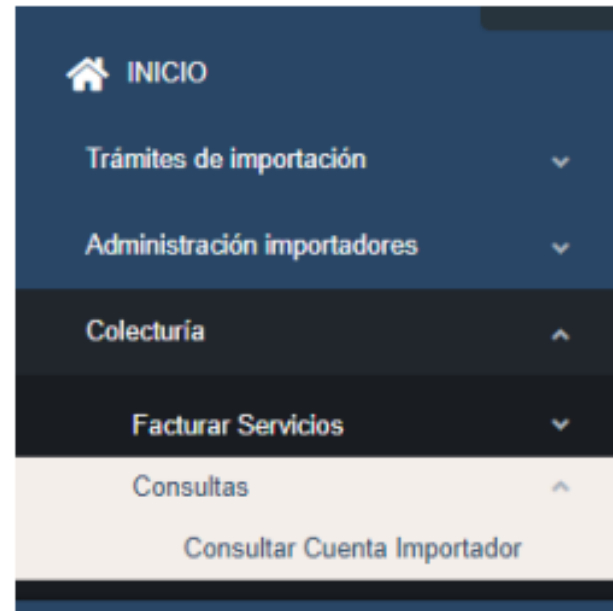 INICIO
Trámites de importación
Administración importadores
Colecturía
Facturar Servicios
Consultas
Consultar Cuenta Importador